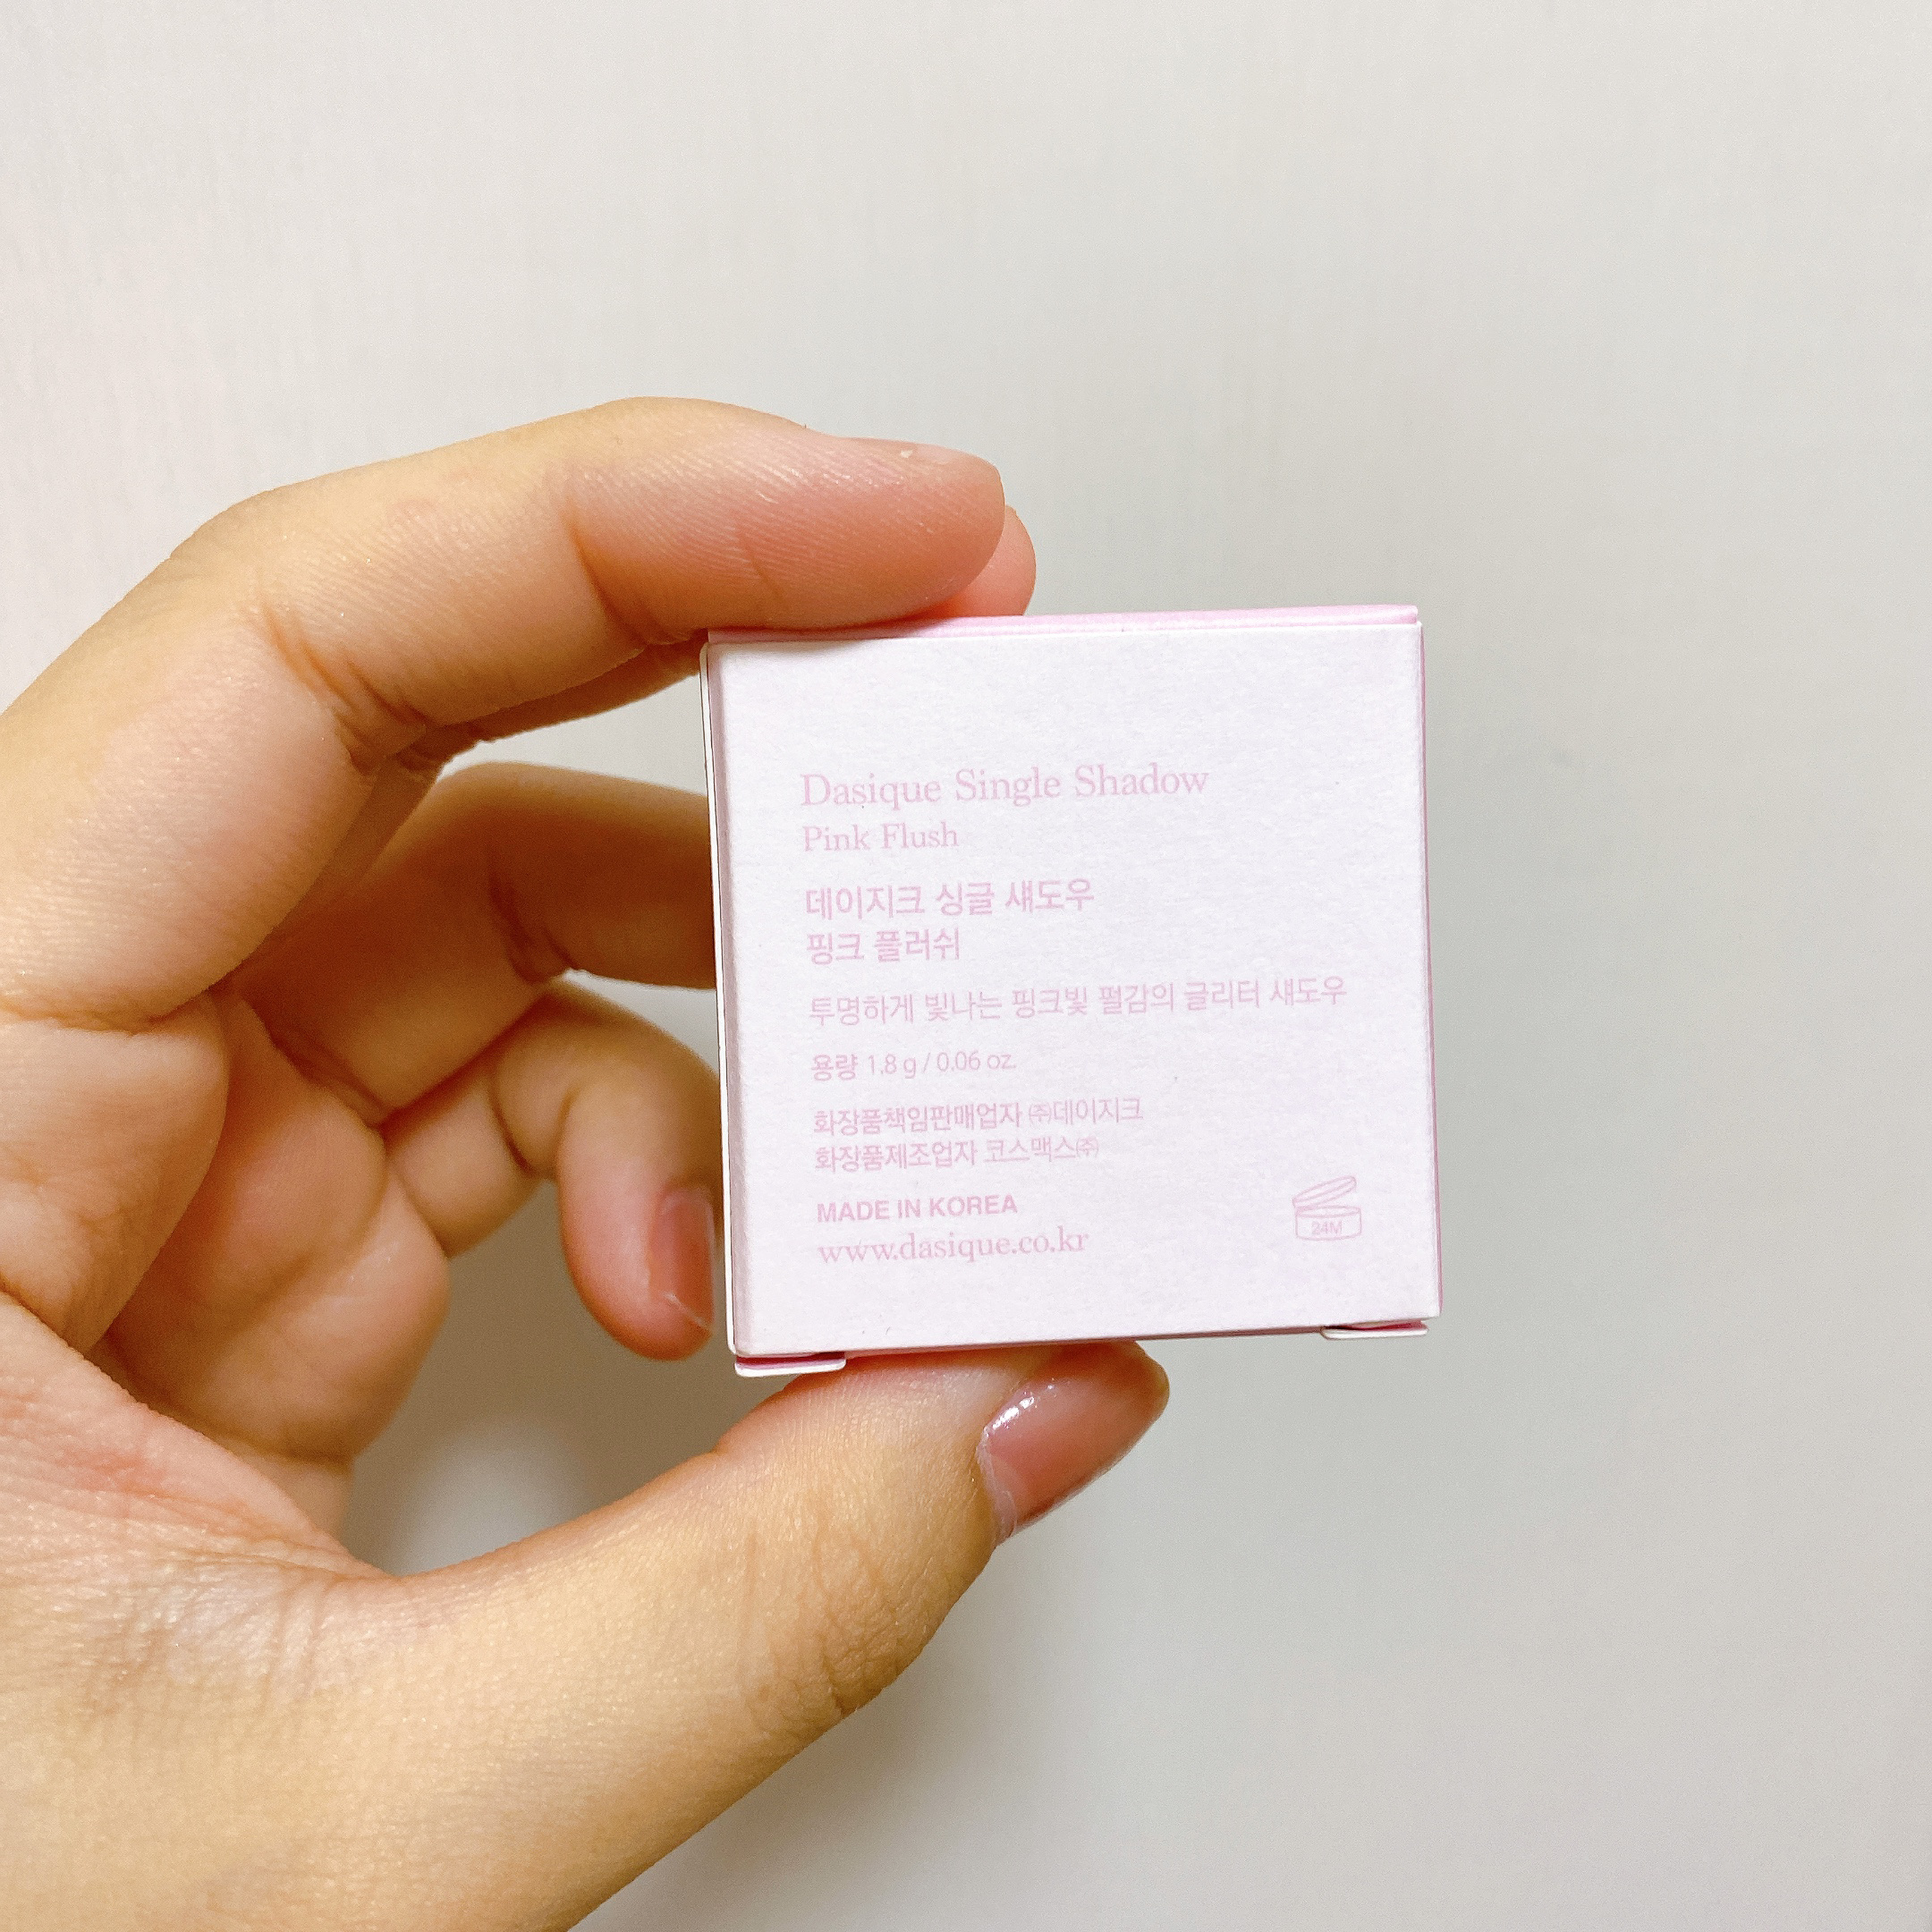 Dasique Single Shadow
Pink Flush
데이지크 싱글 섀도우
핑크 플러쉬
투명하게 빛나는 핑크빛 펄감의 글리터 섀도우
용량 1.8 g / 0.06 oz.
화장품책임판매업자 ㈜데이지크
화장품제조업자 코스맥스㈜
MADE IN KOREA
www.dasique.co.kr
24M